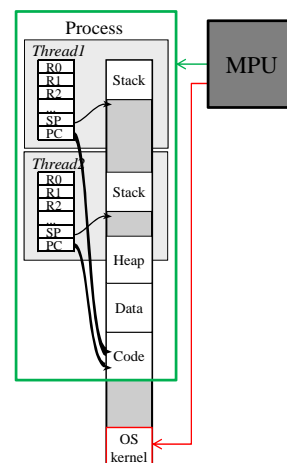 Process
MPU
Thread1
R0
R1
R2
...
SP
PC
Stack
Thread2
R0
R1
R2
...
SP
PC
Stack
Heap
Data
Code
OS
kernel